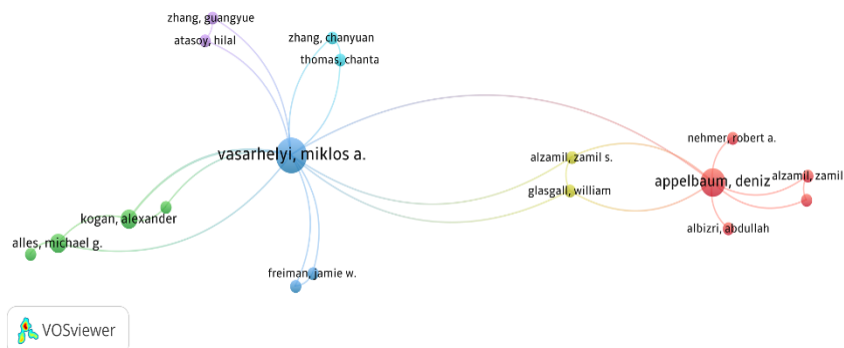 zhang, guangyue
atasoy, hilal
zhang, chanyuan
thomas, chanta
vasarhelyi, miklos a.
nehmer, robert a.
alzamil, zamil s.
appelbaum, deniz
alzamil, zamil
glasgall, william
kogan, alexander
albizri, abdullah
alles, michael g.
freiman, jamie w.
VOSviewer